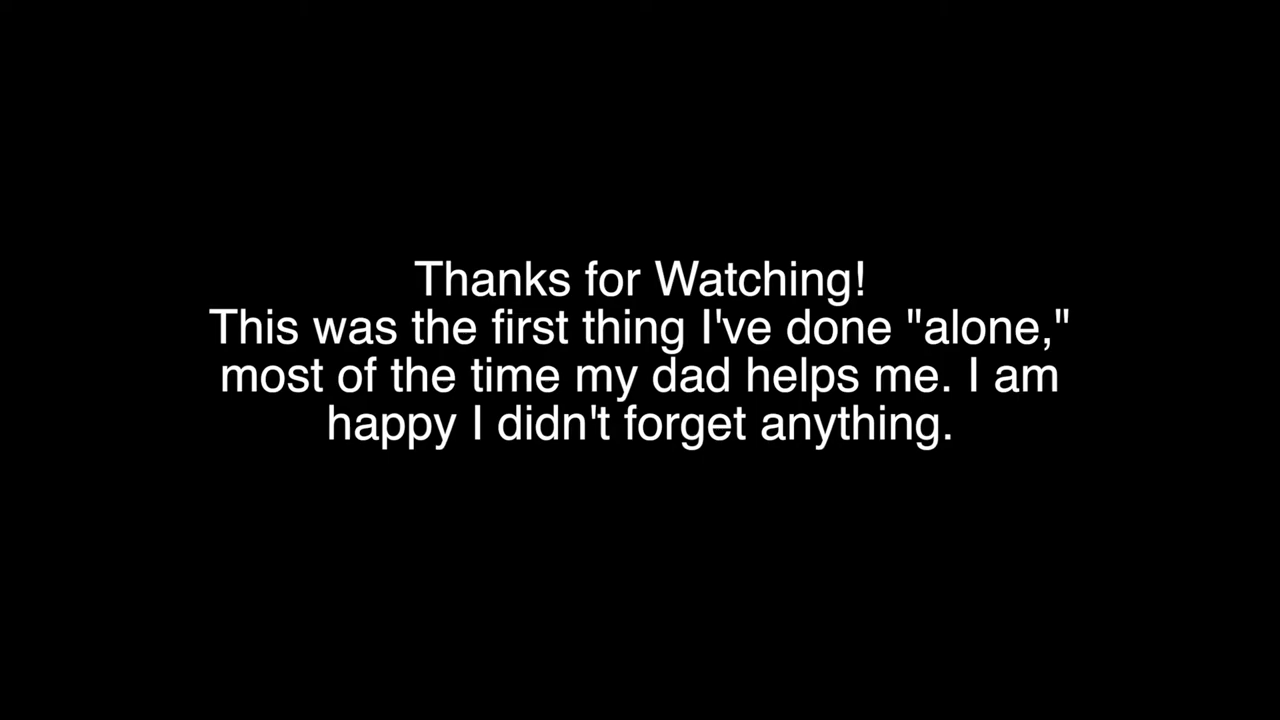 Thanks for Watching!
This was the first thing I've done "alone,"
most of the time my dad helps me. I am
happy I didn't forget anything.